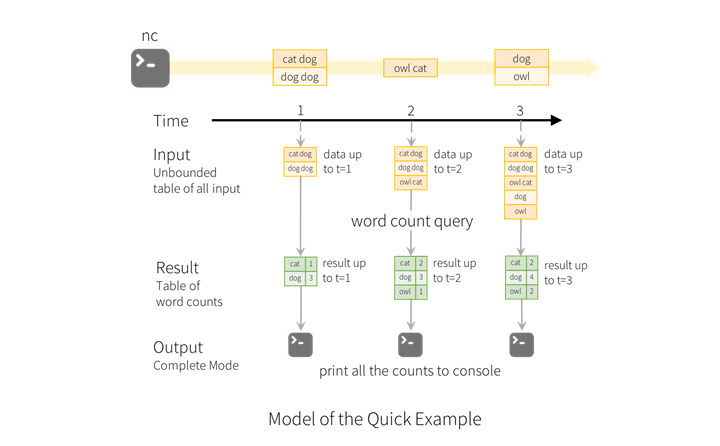 nc
cat dog
dog dog
owl cat
dog
owl
Time
1
2
3
Input
Unbounded
table of all input
cat dog
dog dog
data up
to t=1
cat dog
dog dog
owl cat
data up
to t=2
cat dog
dog dog
owl cat
dog
owl
data up
to t=3
word count query
Result
Table of
word counts
cat 1
dog 3
result up
to t=1
cat 2
dog 3
owl 1
result up
to t=2
cat 2
dog 4
owl 2
result up
to t=3
Output
Complete Mode
print all the counts to console
Model of the Quick Example